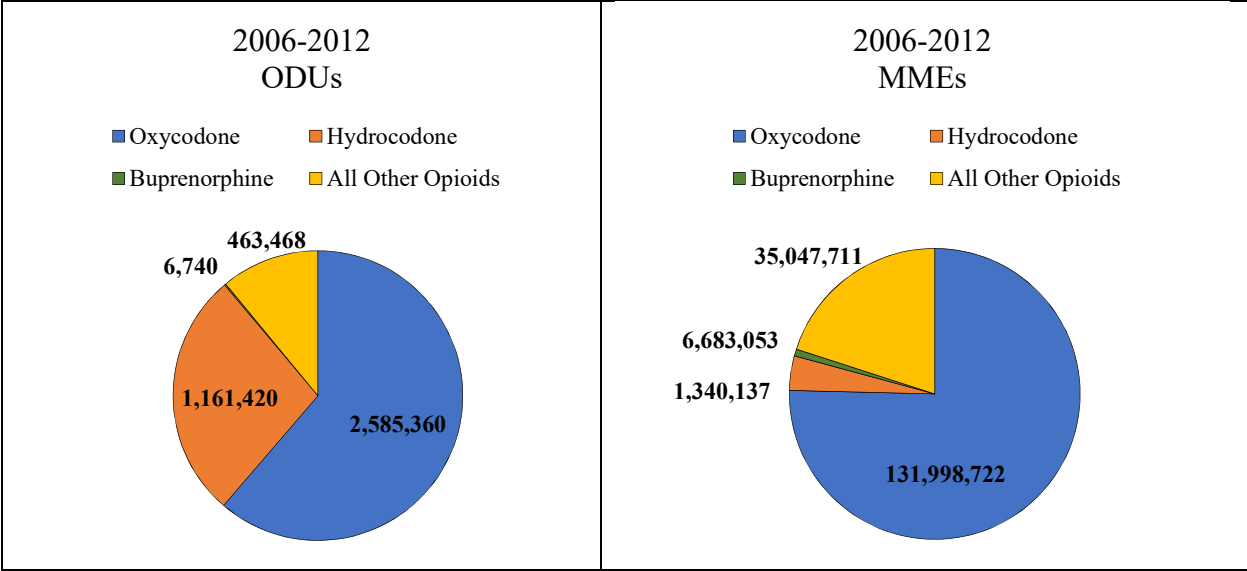 2006-2012
ODUs
Oxycodone
Hydrocodone
Buprenorphine
All Other Opioids
463,468
6,740
1,161,420
2,585,360
2006-2012
MMEs
Oxycodone
Hydrocodone
Buprenorphine
All Other Opioids
35,047,711
6,683,053
1,340,137
131,998,722